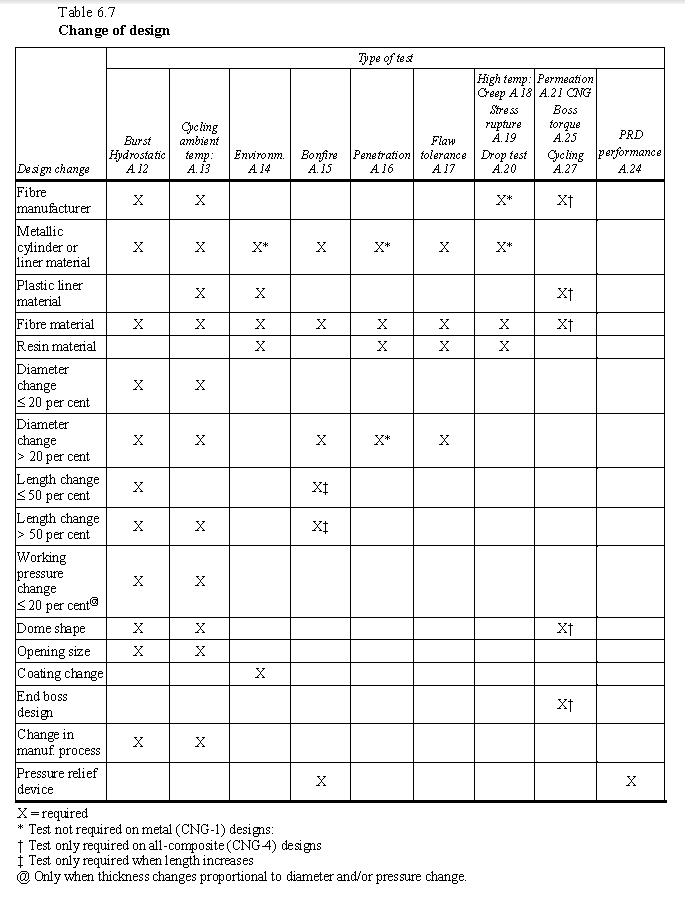 Table 6.7
Change of design
Type of test
Design change
Burst
Hydrostatic
A.12
Cycling
ambient
temp:
A.13
Environm.
A.14
Bonfire
A.15
Penetration
A.16
Flaw
tolerance
A.17
High temp:
Creep A.18
Stress
rupture
A.19
Drop test
A.20
Permeation
A.21 CNG
Boss
torque
A.25
Cycling
A.27
PRD
performance
A.24
Fibre
manufacturer X X X* X†
Metallic
cylinder or
liner material X X X* X X* X X*
Plastic liner
material X X X†
Fibre material X X X X X X X X†
Resin material X X X X
Diameter
change
≤ 20 per cent X X
Diameter
change
> 20 per cent X X X X* X
Length change
≤ 50 per cent X X‡
Length change
> 50 per cent X X X‡
Working
pressure
change
≤ 20 per cent@ X X
Dome shape X X X†
Opening size X X
Coating change X
End boss
design X†
Change in
manuf. process X X
Pressure relief
device X X
X = required
* Test not required on metal (CNG-1) designs:
† Test only required on all-composite (CNG-4) designs
‡ Test only required when length increases
@ Only when thickness changes proportional to diameter and/or pressure change.